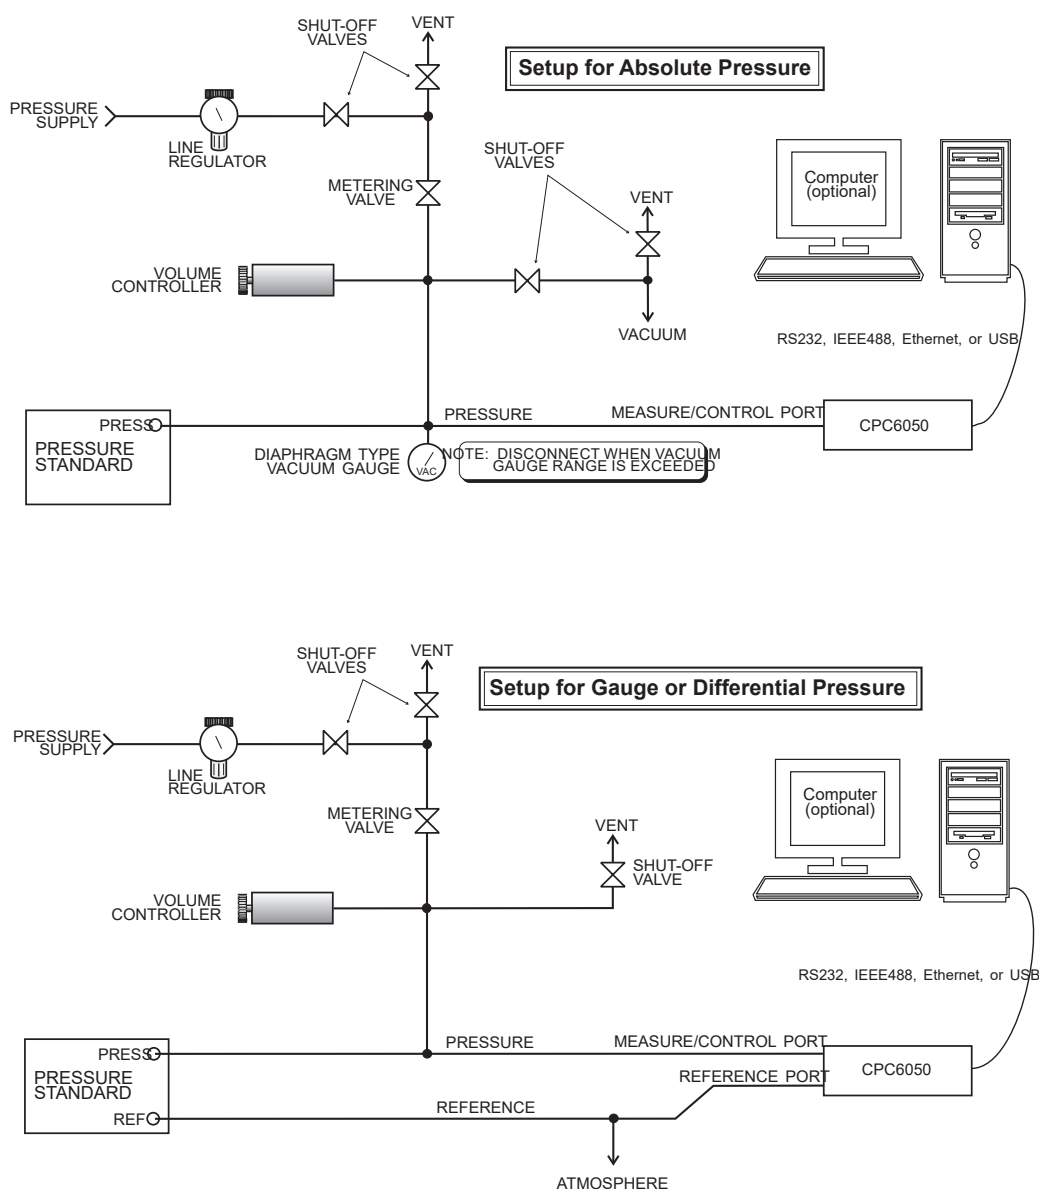 SHUT-OFF
VALVES
VENT
Setup for Absolute Pressure
PRESSURE
SUPPLY
LINE
REGULATOR
SHUT-OFF
VALVES
METERING
VALVE
VENT
Computer
(optional)
VOLUME
CONTROLLER
VACUUM
RS232, IEEE488, Ethernet, or USB
PRESS
PRESSURE
STANDARD
PRESSURE
MEASURE/CONTROL PORT
CPC6050
DIAPHRAGM TYPE
VACUUM GAUGE
VAC
NOTE: DISCONNECT WHEN VACUUM
GAUGE RANGE IS EXCEEDED
SHUT-OFF
VALVES
VENT
Setup for Gauge or Differential Pressure
PRESSURE
SUPPLY
LINE
REGULATOR
METERING
VALVE
VENT
SHUT-OFF
VALVE
Computer
(optional)
VOLUME
CONTROLLER
RS232, IEEE488, Ethernet, or USB
PRESS
PRESSURE
STANDARD
REF
PRESSURE
MEASURE/CONTROL PORT
REFERENCE PORT
CPC6050
REFERENCE
ATMOSPHERE